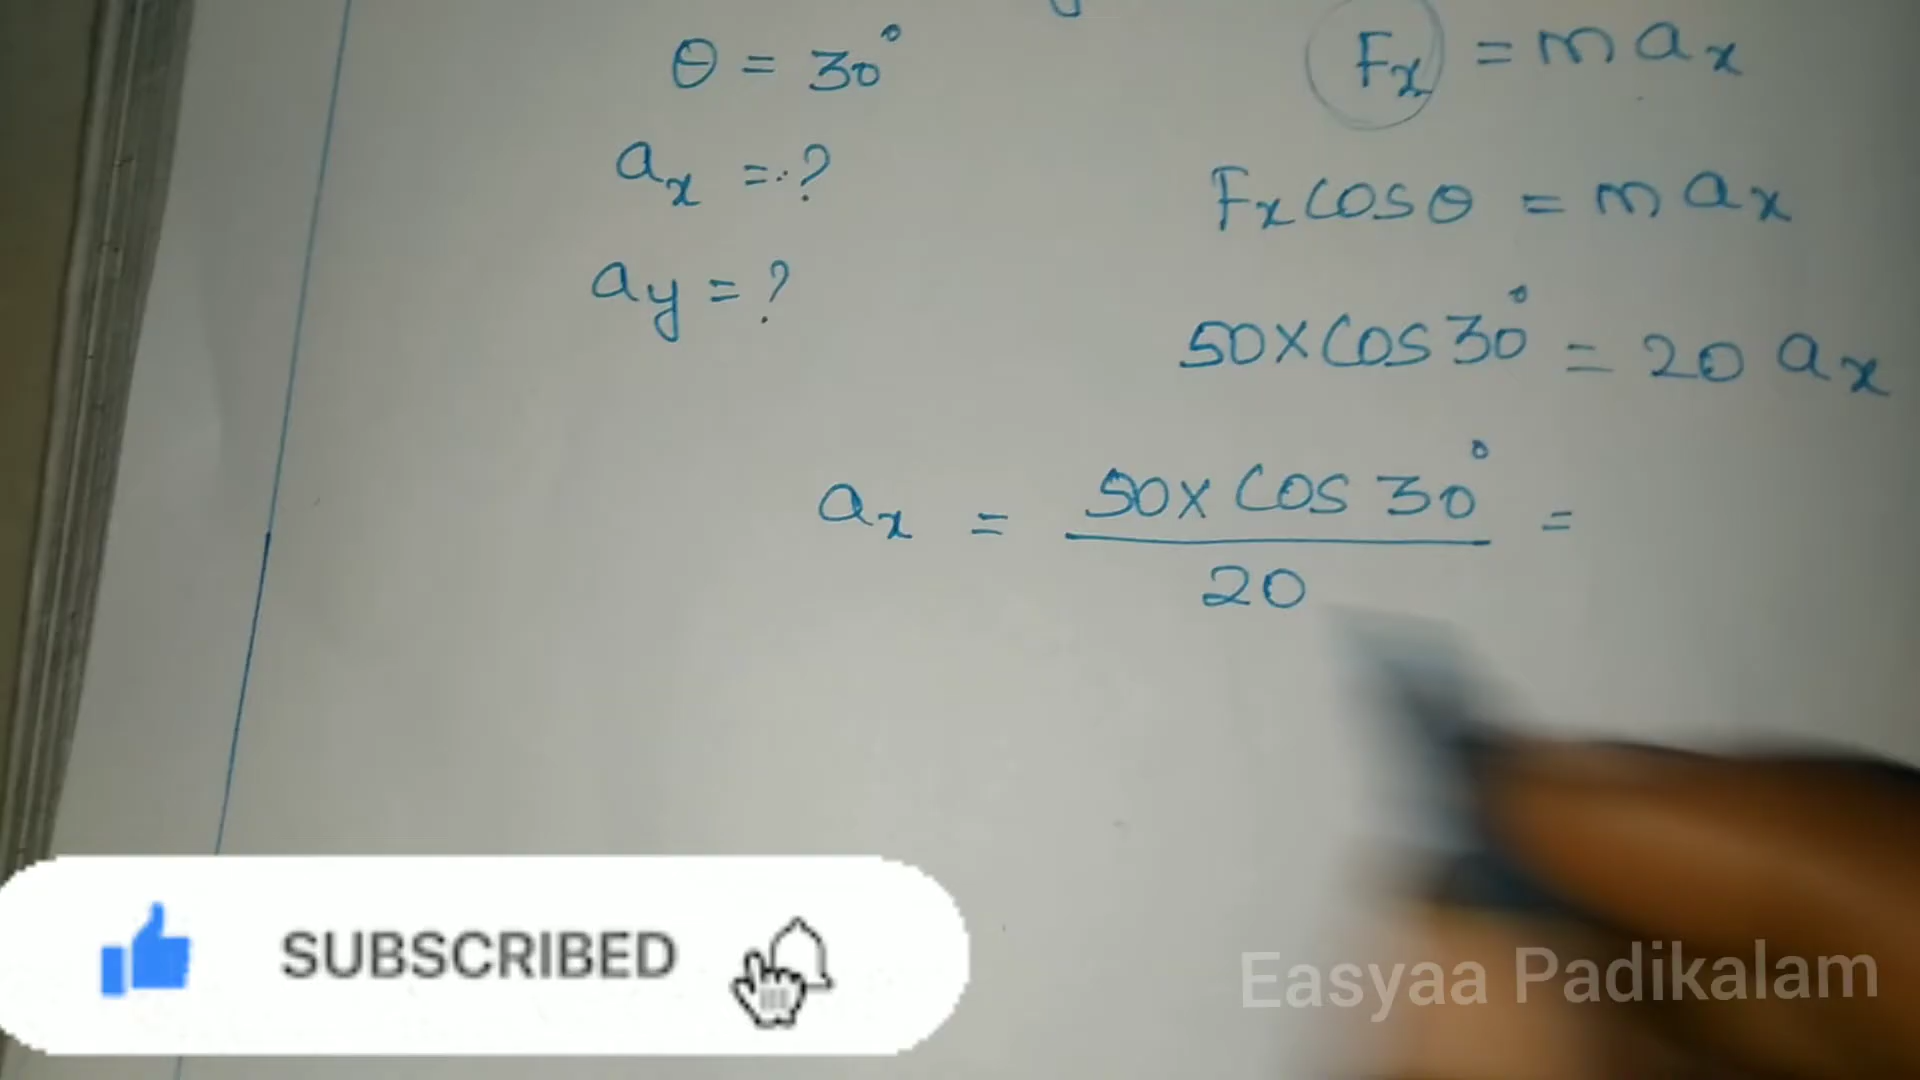 θ = 30°
aₓ = ?
a_y = ?
Fₓ = m aₓ
Fₓ cos θ = m aₓ
50 × cos 30° = 20 aₓ
aₓ = 50 × cos 30° / 20 =
SUBSCRIBED
Easyaa Padikalam